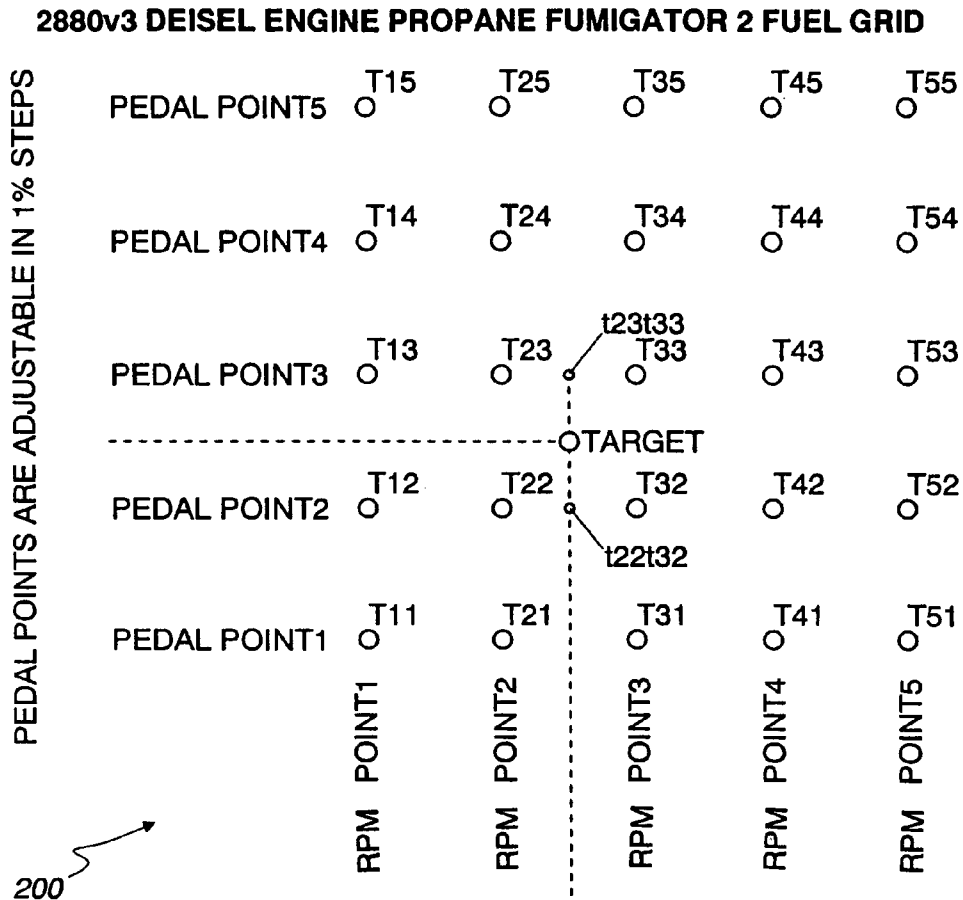 2880v3 DEISEL ENGINE PROPANE FUMIGATOR 2 FUEL GRID
PEDAL POINTS ARE ADJUSTABLE IN 1% STEPS
PEDAL POINT5 T15 T25 T35 T45 T55
PEDAL POINT4 T14 T24 T34 T44 T54
t23t33
PEDAL POINT3 T13 T23 T33 T43 T53
TARGET
PEDAL POINT2 T12 T22 T32 T42 T52
t22t32
PEDAL POINT1 T11 T21 T31 T41 T51
RPM POINT1
RPM POINT2
RPM POINT3
RPM POINT4
RPM POINT5
200